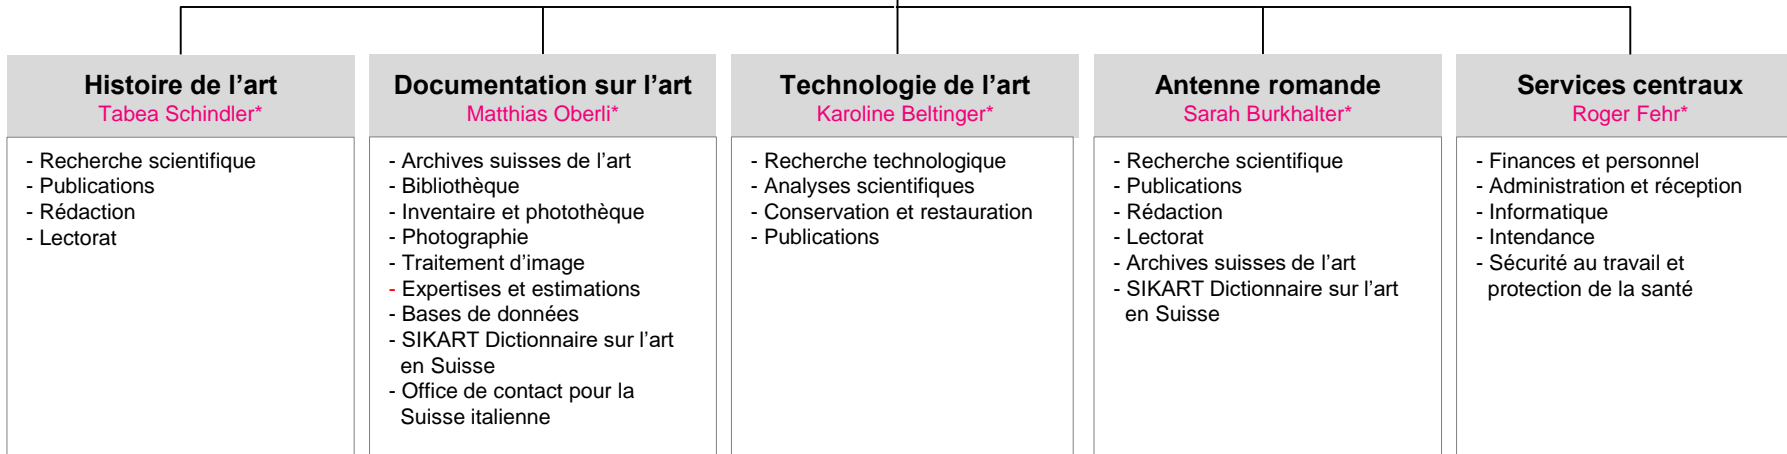 Histoire de l’art
Tabea Schindler*
- Recherche scientifique
- Publications
- Rédaction
- Lectorat
Documentation sur l’art
Matthias Oberli*
- Archives suisses de l’art
- Bibliothèque
- Inventaire et photothèque
- Photographie
- Traitement d’image
- Expertises et estimations
- Bases de données
- SIKART Dictionnaire sur l’art
en Suisse
- Office de contact pour la
Suisse italienne
Technologie de l’art
Karoline Beltinger*
- Recherche technologique
- Analyses scientifiques
- Conservation et restauration
- Publications
Antenne romande
Sarah Burkhalter*
- Recherche scientifique
- Publications
- Rédaction
- Lectorat
- Archives suisses de l’art
- SIKART Dictionnaire sur l’art
en Suisse
Services centraux
Roger Fehr*
- Finances et personnel
- Administration et réception
- Informatique
- Intendance
- Sécurité au travail et
protection de la santé